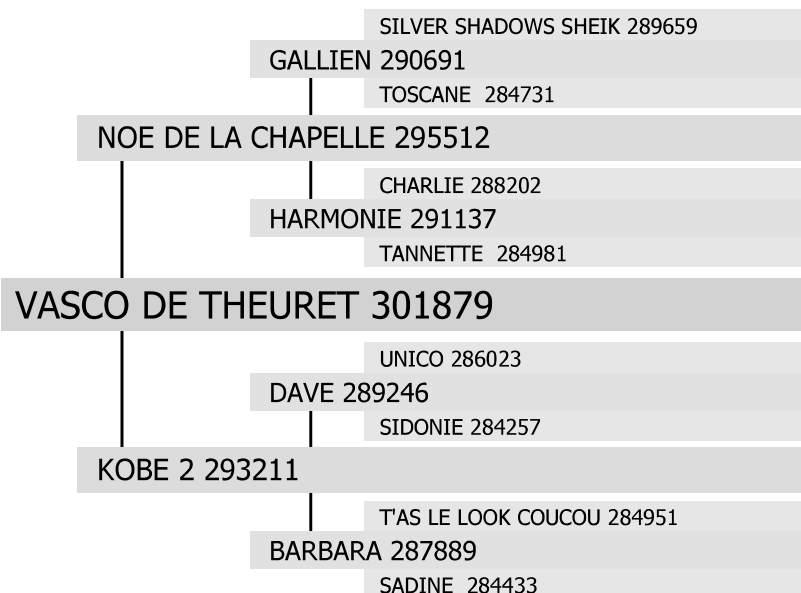 SILVER SHADOWS SHEIK 289659
GALLIEN 290691
TOSCANE  284731
NOE DE LA CHAPELLE 295512
CHARLIE 288202
HARMONIE 291137
TANNETTE  284981
VASCO DE THEURET 301879
UNICO 286023
DAVE 289246
SIDONIE 284257
KOBE 2 293211
T'AS LE LOOK COUCOU 284951
BARBARA 287889
SADINE  284433